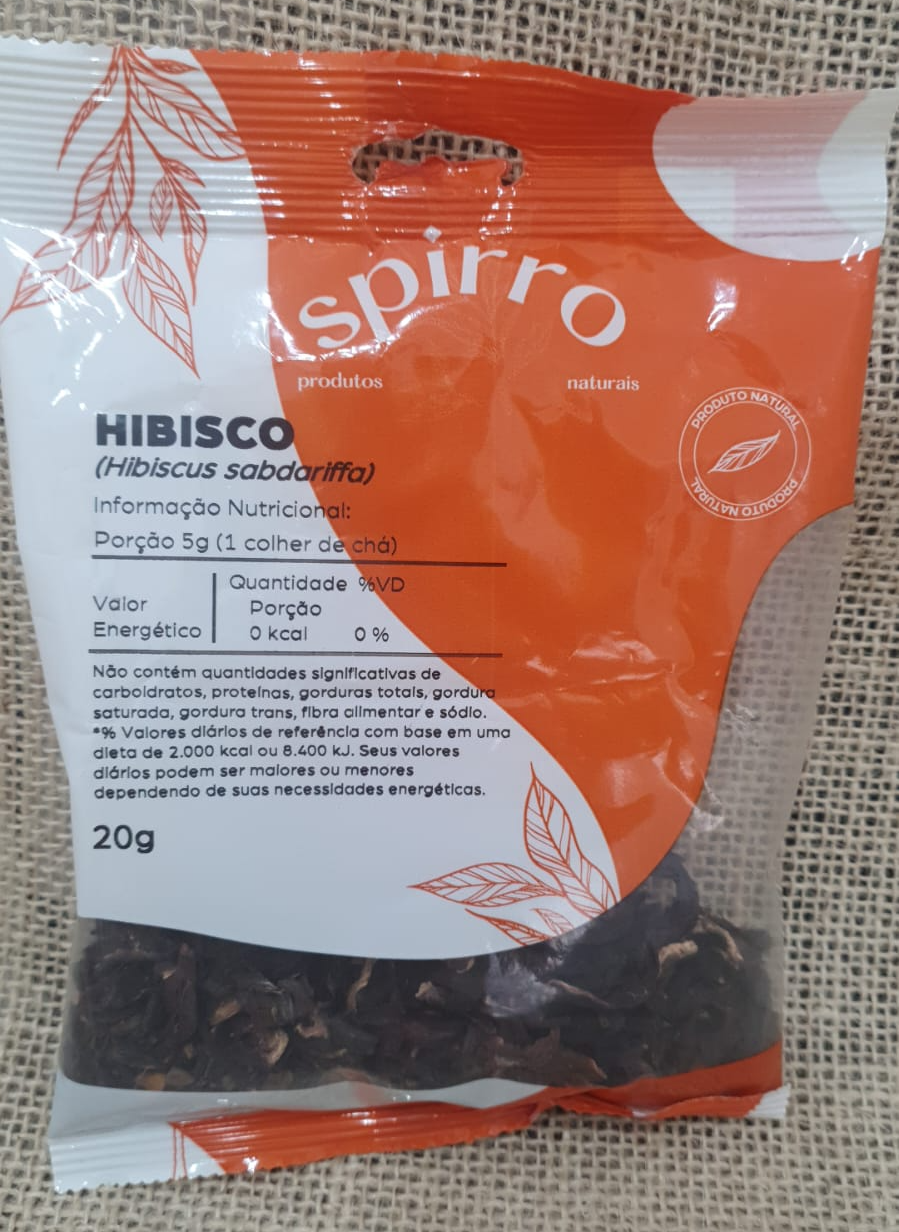 spirro
produtos naturais
PRODUTO NATURAL
PRODUTO NATURAL
HIBISCO
(Hibiscus sabdariffa)
Informação Nutricional:
Porção 5g (1 colher de chá)
Quantidade %VD
Porção
Valor
Energético 0 kcal 0 %
Não contém quantidades significativas de
carboidratos, proteínas, gorduras totais, gordura
saturada, gordura trans, fibra alimentar e sódio.
*% Valores diários de referência com base em uma
dieta de 2.000 kcal ou 8.400 kJ. Seus valores
diários podem ser maiores ou menores
dependendo de suas necessidades energéticas.
20g